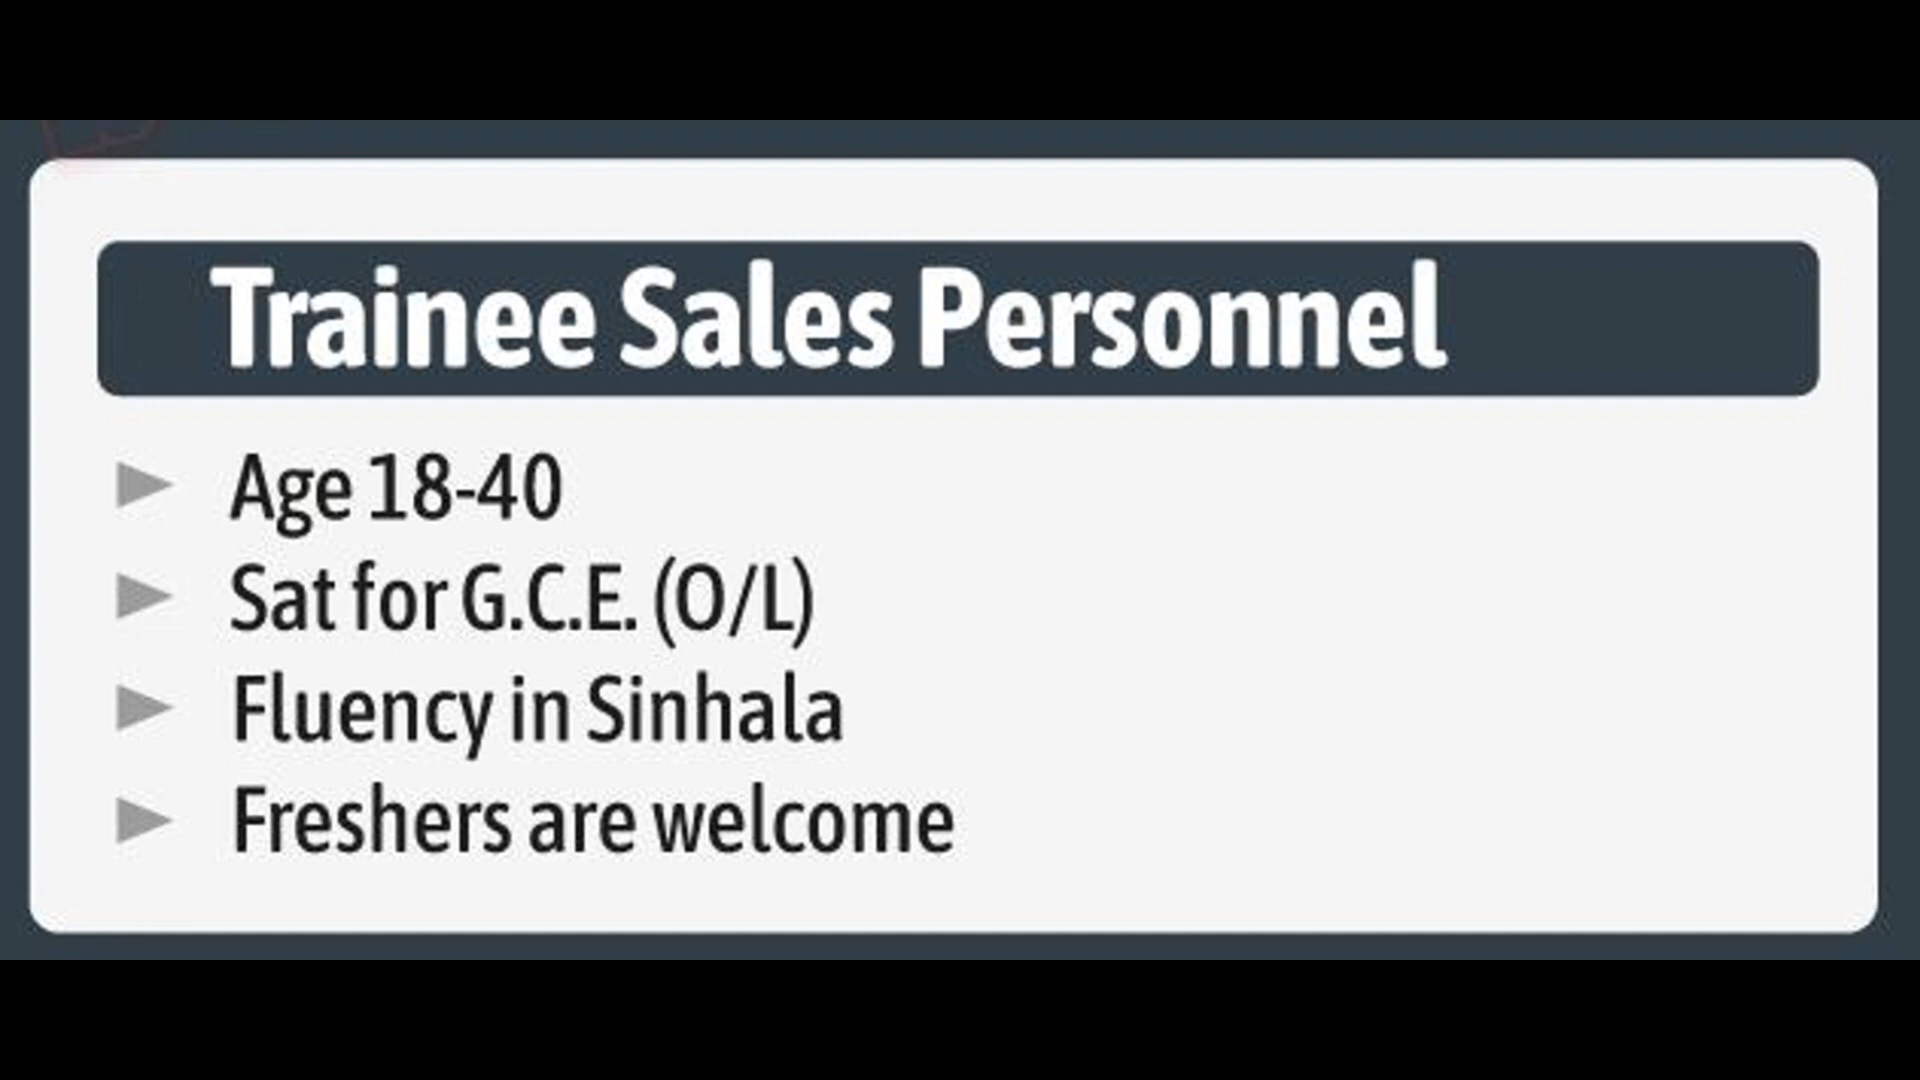 Trainee Sales Personnel
Age 18-40
Sat for G.C.E. (O/L)
Fluency in Sinhala
Freshers are welcome